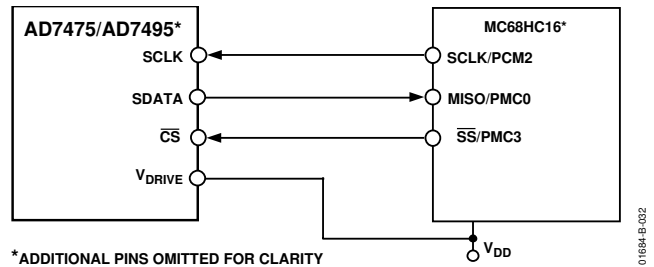 AD7475/AD7495*
MC68HC16*
SCLK
SCLK/PCM2
SDATA
MISO/PMC0
CS
SS/PMC3
VDRIVE
VDD
*ADDITIONAL PINS OMITTED FOR CLARITY
01684-B-032